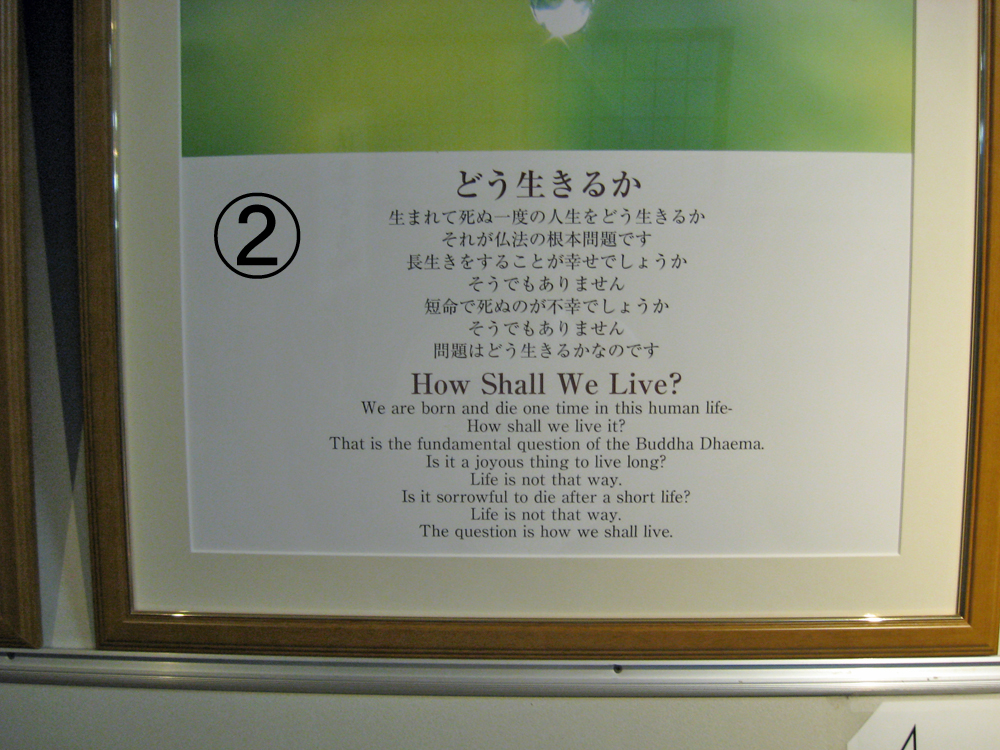 ②
どう生きるか
生まれて死ぬ一度の人生をどう生きるか
それが仏法の根本問題です
長生きをすることが幸せでしょうか
そうでもありません
短命で死ぬのが不幸でしょうか
そうでもありません
問題はどう生きるかなのです
How Shall We Live?
We are born and die one time in this human life-
How shall we live it?
That is the fundamental question of the Buddha Dhaema.
Is it a joyous thing to live long?
Life is not that way.
Is it sorrowful to die after a short life?
Life is not that way.
The question is how we shall live.